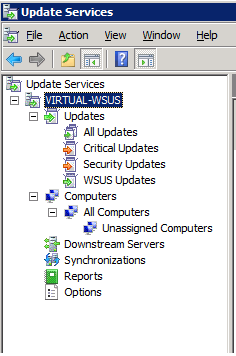 Update Services
File Action View Window Help
Update Services
VIRTUAL-WSUS
Updates
All Updates
Critical Updates
Security Updates
WSUS Updates
Computers
All Computers
Unassigned Computers
Downstream Servers
Synchronizations
Reports
Options